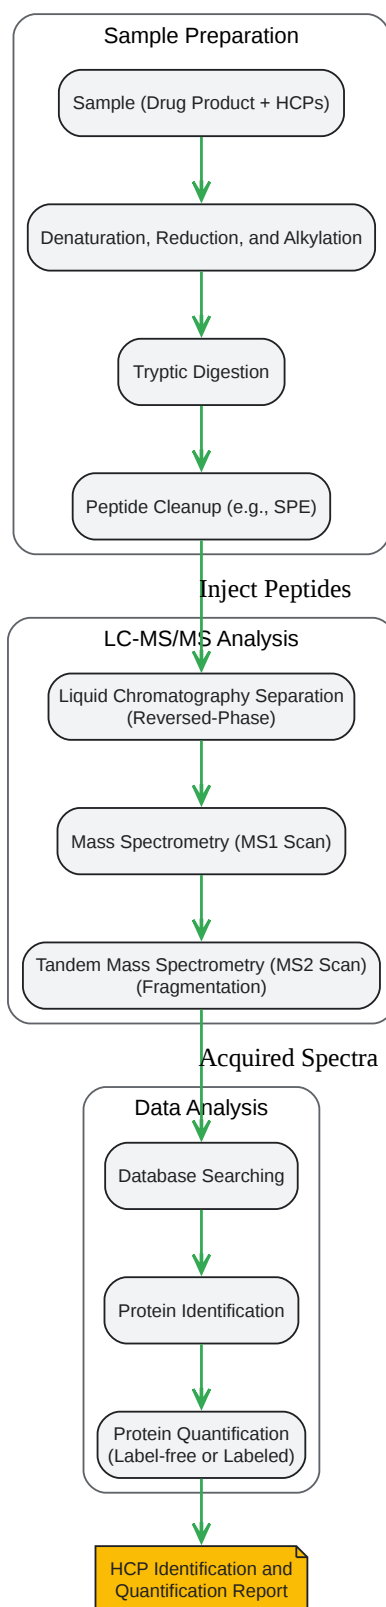 Sample Preparation
Sample (Drug Product + HCPs)
Denaturation, Reduction, and Alkylation
Tryptic Digestion
Peptide Cleanup (e.g., SPE)
Inject Peptides
LC-MS/MS Analysis
Liquid Chromatography Separation
(Reversed-Phase)
Mass Spectrometry (MS1 Scan)
Tandem Mass Spectrometry (MS2 Scan)
(Fragmentation)
Acquired Spectra
Data Analysis
Database Searching
Protein Identification
Protein Quantification
(Label-free or Labeled)
HCP Identification and
Quantification Report